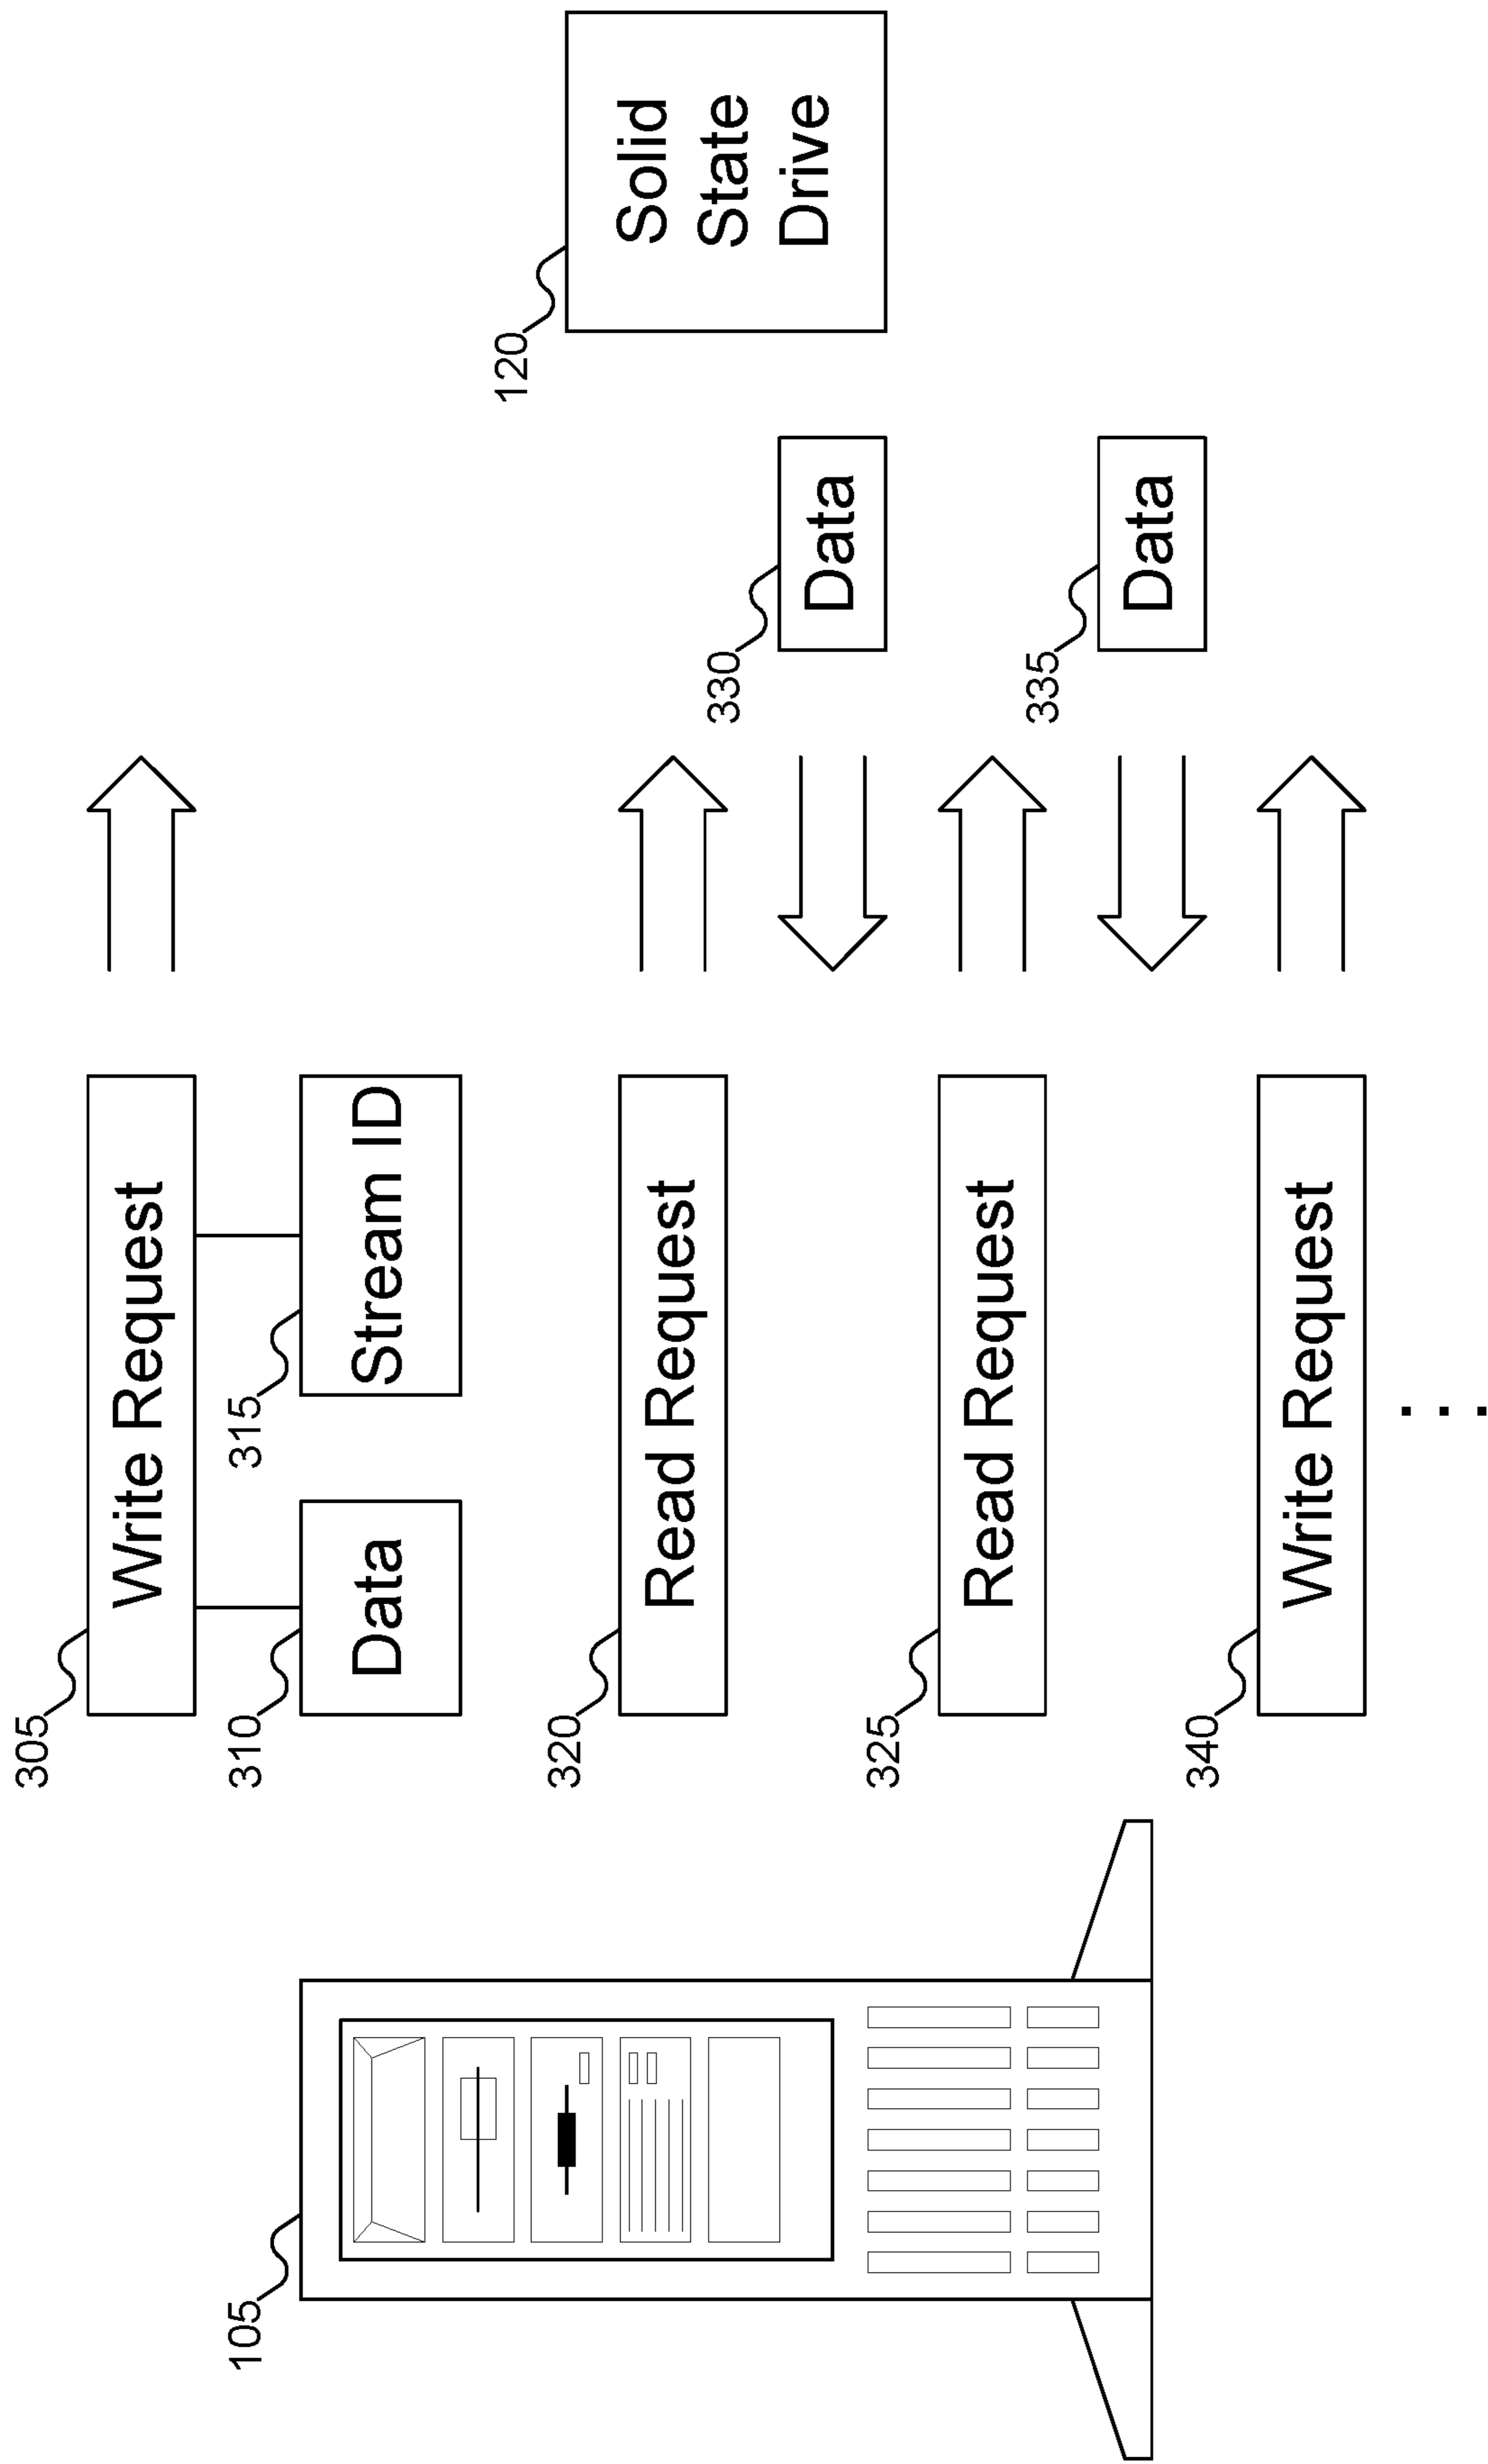 305
Write Request
310
Data
315
Stream ID
105
120
Solid
State
Drive
320
Read Request
330
Data
325
Read Request
335
Data
340
Write Request
...